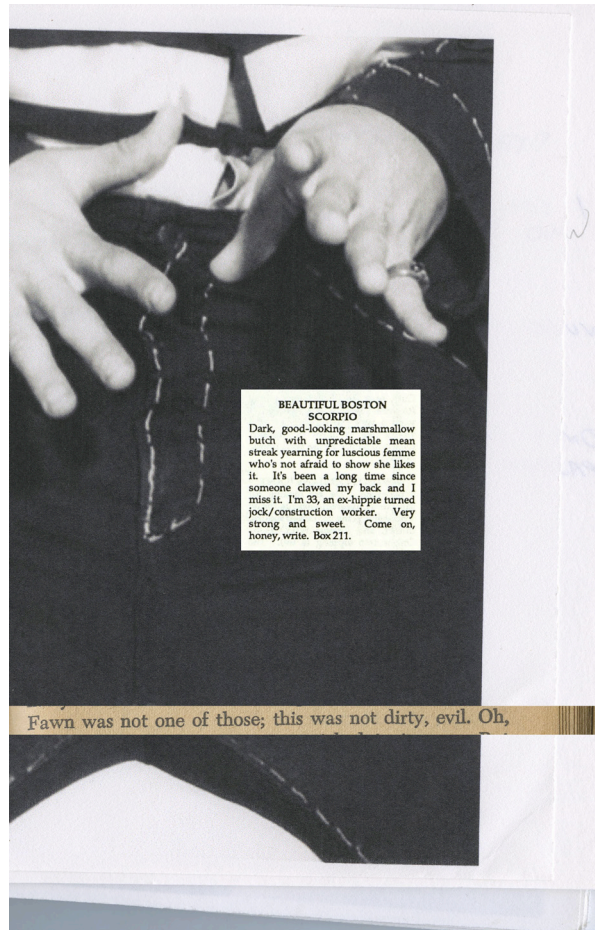 BEAUTIFUL BOSTON
SCORPIO
Dark, good-looking marshmallow
butch with unpredictable mean
streak yearning for luscious femme
who's not afraid to show she likes
it. It's been a long time since
someone clawed my back and I
miss it. I'm 33, an ex-hippie turned
jock/construction worker. Very
strong and sweet. Come on,
honey, write. Box 211.
Fawn was not one of those; this was not dirty, evil. Oh,